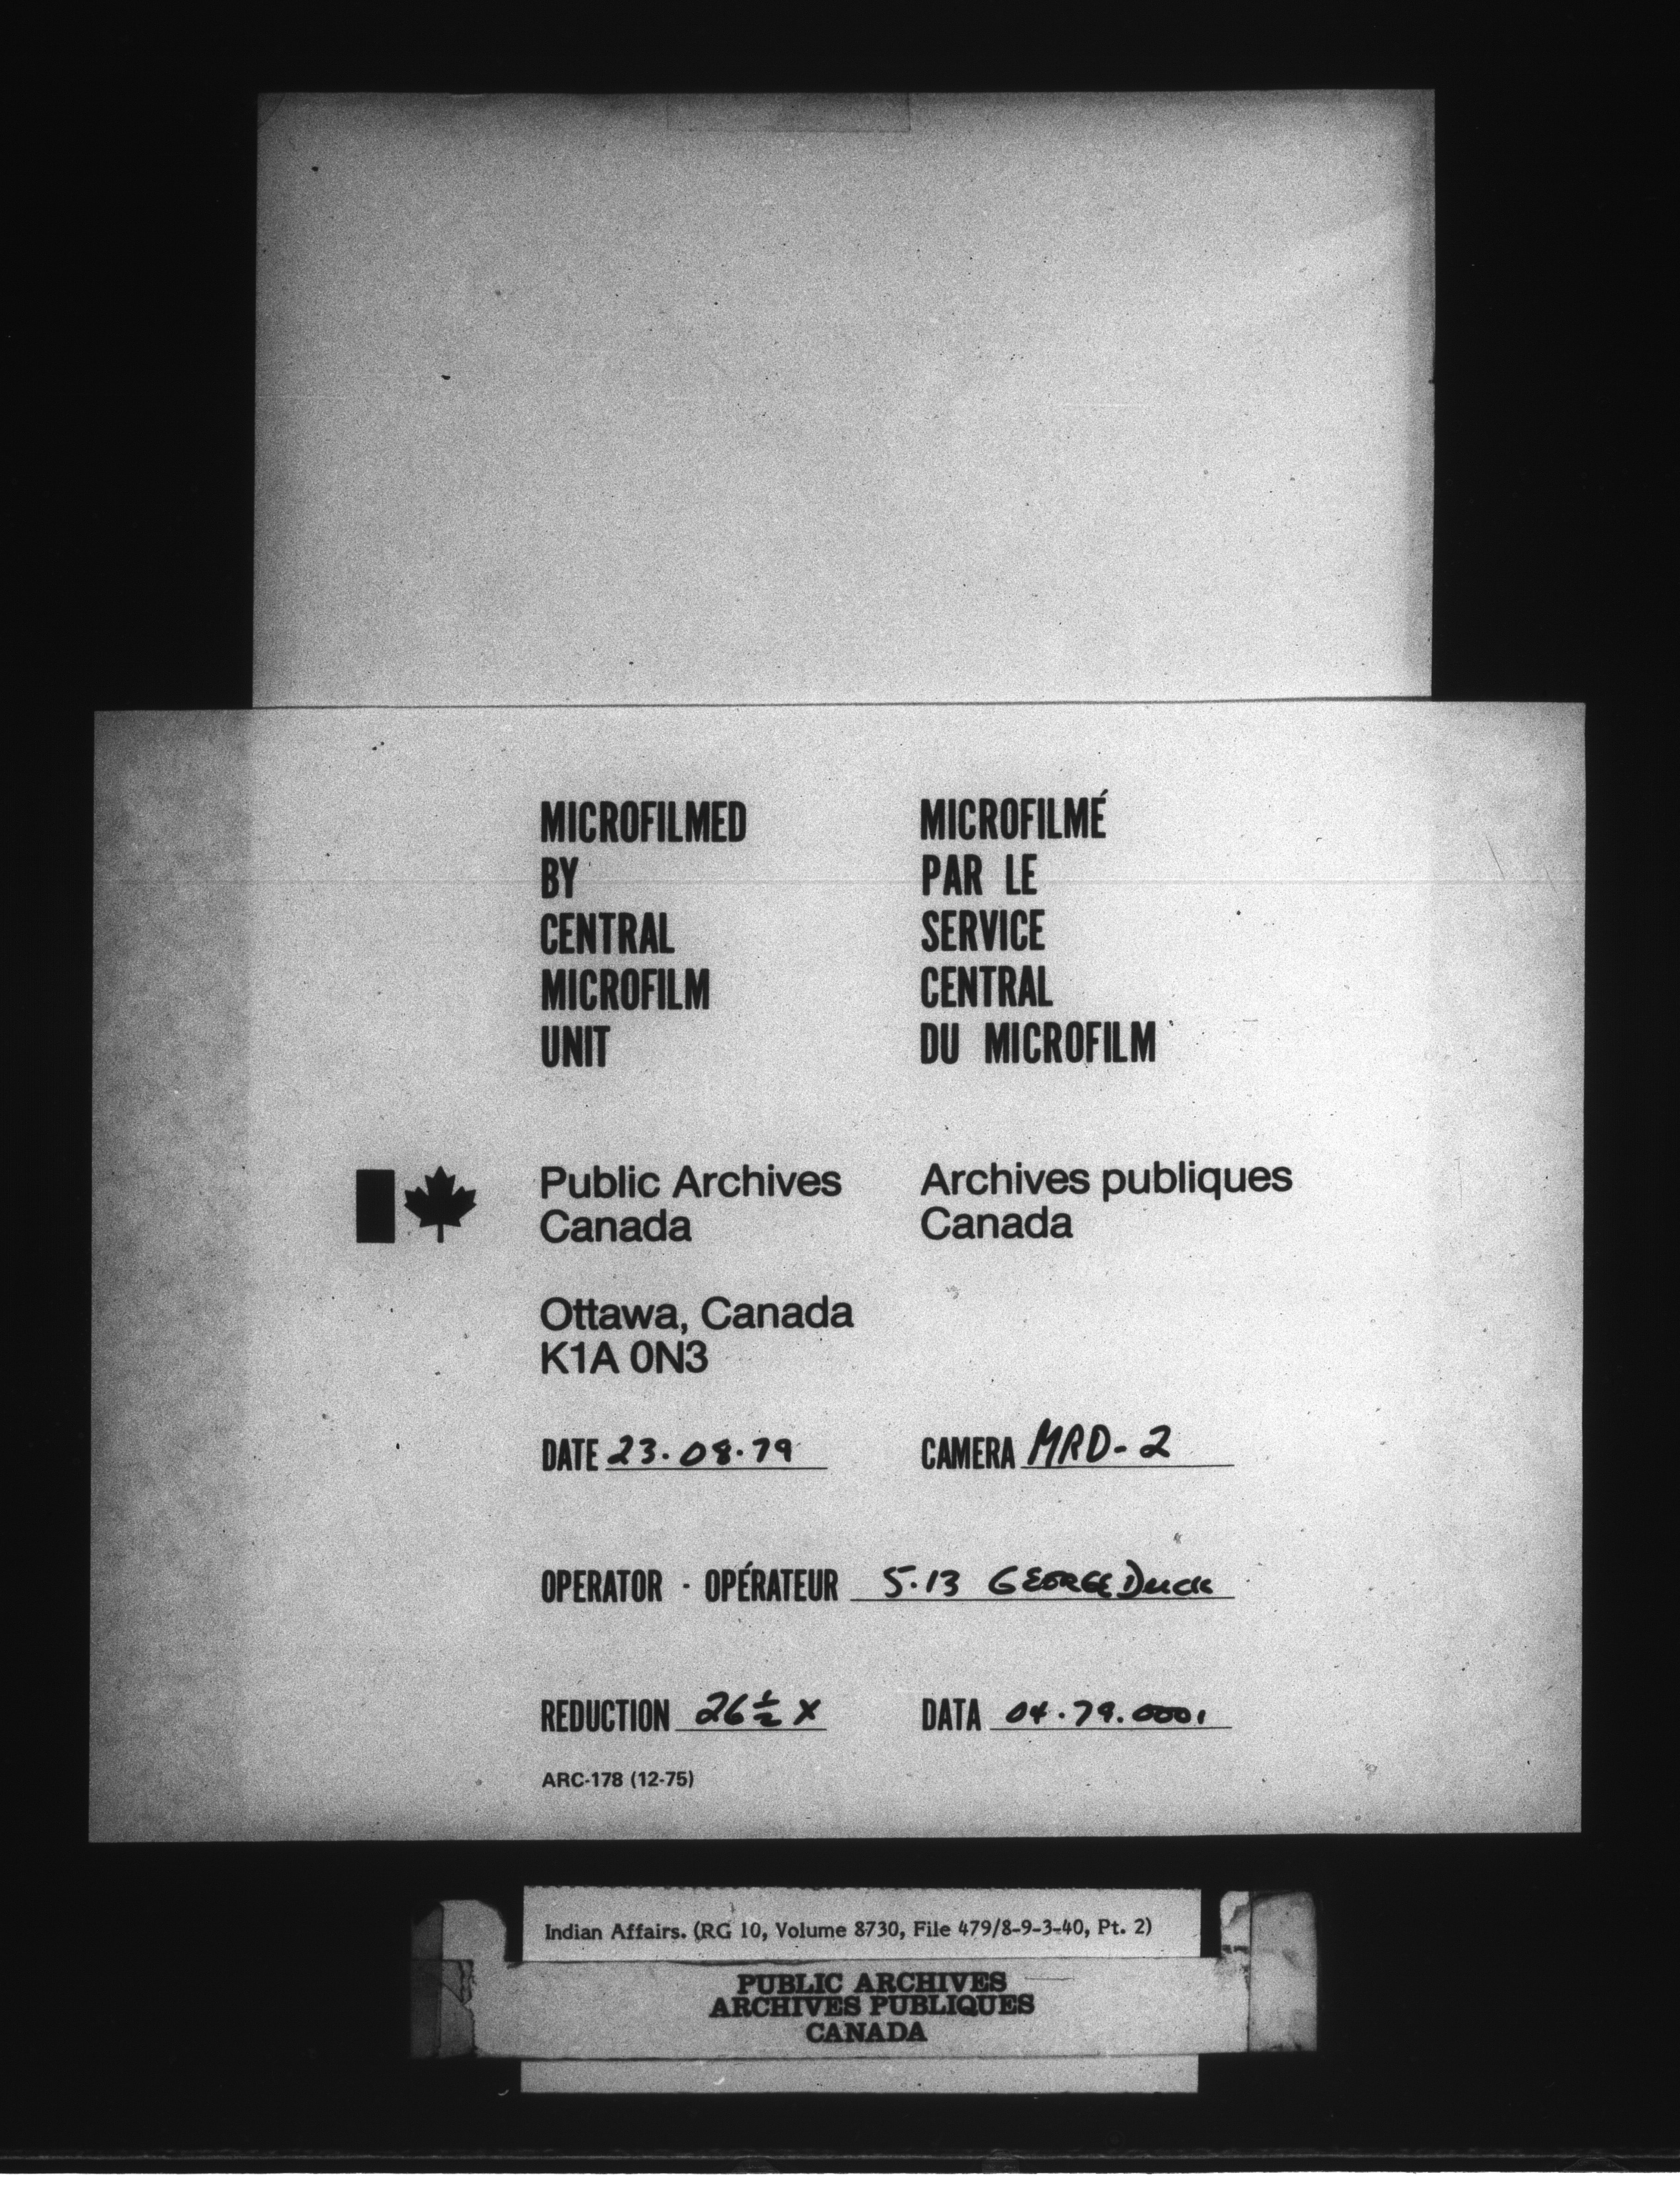 MICROFILMED
BY
CENTRAL
MICROFILM
UNIT
MICROFILMÉ
PAR LE
SERVICE
CENTRAL
DU MICROFILM
Public Archives
Canada
Archives publiques
Canada
Ottawa, Canada
K1A 0N3
DATE 23.08.79
CAMERA MRD-2
OPERATOR - OPÉRATEUR 5.13 GEORGE Duck
REDUCTION 26 1/2 X
DATA 04.79.0001
ARC-178 (12-75)
Indian Affairs. (RG 10, Volume 8730, File 479/8-9-3-40, Pt. 2)
PUBLIC ARCHIVES
ARCHIVES PUBLIQUES
CANADA